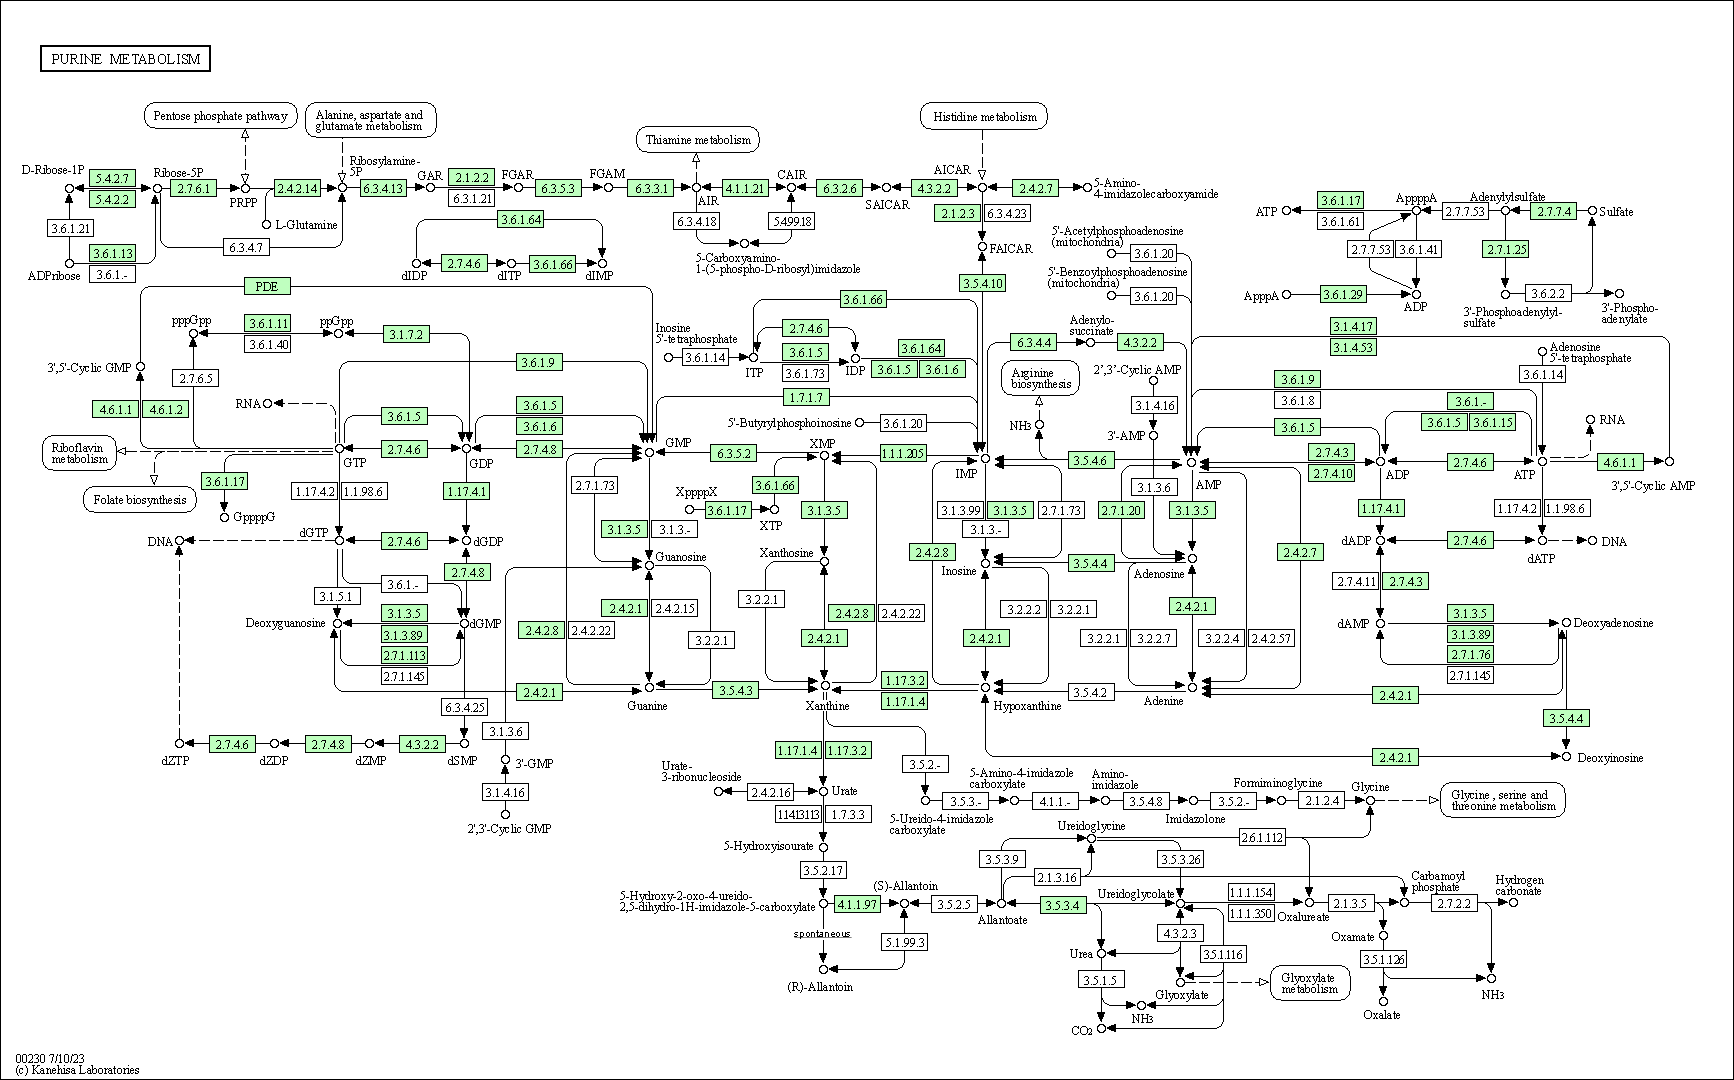 PURINE METABOLISM
Pentose phosphate pathway
Alanine, aspartate and
glutamate metabolism
Thiamine metabolism
Histidine metabolism
D-Ribose-1P
5.4.2.7
5.4.2.2
Ribose-5P
2.7.6.1
PRPP
2.4.2.14
Ribosylamine-
5P
6.3.4.13
GAR
2.1.2.2
6.3.1.21
FGAR
6.3.5.3
FGAM
6.3.3.1
AIR
4.1.1.21
CAIR
6.3.2.6
SAICAR
4.3.2.2
AICAR
2.4.2.7
5-Amino-
4-imidazolecarboxyamide
3.6.1.21
L-Glutamine
6.3.4.7
3.6.1.13
3.6.1.-
ADPribose
3.6.1.64
dIDP
2.7.4.6
dITP
3.6.1.66
dIMP
6.3.4.18
5.4.99.18
5-Carboxyamino-
1-(5-phospho-D-ribosyl)imidazole
2.1.2.3
6.3.4.23
FAICAR
3.5.4.10
5'-Acetylphosphoadenosine
(mitochondria)
3.6.1.20
5'-Benzoylphosphoadenosine
(mitochondria)
3.6.1.20
ATP
3.6.1.17
3.6.1.61
AppppA
2.7.7.53
Adenylylsulfate
2.7.7.4
Sulfate
2.7.7.53
3.6.1.41
2.7.1.25
ApppA
3.6.1.29
ADP
3.6.2.2
3'-Phosphoadenylyl-
sulfate
3'-Phospho-
adenylate
PDE
pppGpp
3.6.1.11
3.6.1.40
ppGpp
3.1.7.2
3',5'-Cyclic GMP
2.7.6.5
3.6.1.9
4.6.1.1
4.6.1.2
RNA
3.6.1.5
3.6.1.5
3.6.1.6
Riboflavin
metabolism
GTP
2.7.4.6
GDP
2.7.4.8
GMP
Folate biosynthesis
3.6.1.17
GppppG
1.17.4.2
1.1.98.6
1.17.4.1
Inosine
5'-tetraphosphate
3.6.1.14
ITP
3.6.1.66
2.7.4.6
3.6.1.5
3.6.1.73
IDP
3.6.1.64
3.6.1.5
3.6.1.6
1.7.1.7
5'-Butyrylphosphoinosine
3.6.1.20
6.3.4.4
Adenylo-
succinate
4.3.2.2
Arginine
biosynthesis
NH3
2',3'-Cyclic AMP
3.1.4.16
3'-AMP
3.1.3.6
3.1.4.17
3.1.4.53
Adenosine
5'-tetraphosphate
3.6.1.14
3.6.1.9
3.6.1.8
3.6.1.-
3.6.1.5
3.6.1.15
3.6.1.5
RNA
6.3.5.2
XMP
1.1.1.205
IMP
3.5.4.6
AMP
2.7.4.3
2.7.4.10
ADP
2.7.4.6
ATP
4.6.1.1
3',5'-Cyclic AMP
2.7.1.73
XppppX
3.6.1.17
3.6.1.66
XTP
3.1.3.5
3.1.3.5
3.1.3.-
3.1.3.99
3.1.3.5
3.1.3.-
2.7.1.73
2.7.1.20
3.1.3.5
1.17.4.1
1.17.4.2
1.1.98.6
DNA
dGTP
2.7.4.6
dGDP
2.7.4.8
3.6.1.-
3.1.5.1
Guanosine
Xanthosine
2.4.2.8
Inosine
3.5.4.4
Adenosine
2.4.2.7
dADP
2.7.4.6
dATP
DNA
2.7.4.11
2.7.4.3
Deoxyguanosine
3.1.3.5
3.1.3.89
2.7.1.113
2.7.1.145
dGMP
2.4.2.8
2.4.2.22
2.4.2.1
2.4.2.15
3.2.2.1
3.2.2.1
2.4.2.8
2.4.2.22
2.4.2.1
2.4.2.1
3.2.2.2
3.2.2.1
3.2.2.1
3.2.2.7
2.4.2.1
3.2.2.4
2.4.2.57
dAMP
3.1.3.5
3.1.3.89
2.7.1.76
2.7.1.145
Deoxyadenosine
2.4.2.1
Guanine
3.5.4.3
Xanthine
1.17.3.2
1.17.1.4
Hypoxanthine
3.5.4.2
Adenine
2.4.2.1
3.5.4.4
6.3.4.25
dZTP
2.7.4.6
dZDP
2.7.4.8
dZMP
4.3.2.2
dSMP
3.1.3.6
3'-GMP
3.1.4.16
2',3'-Cyclic GMP
1.17.1.4
1.17.3.2
2.4.2.1
Deoxyinosine
Urate-
3-ribonucleoside
2.4.2.16
Urate
3.5.2.-
5-Ureido-4-imidazole
carboxylate
3.5.3.-
5-Amino-4-imidazole
carboxylate
4.1.1.-
Amino-
imidazole
3.5.4.8
Imidazolone
3.5.2.-
Formiminoglycine
2.1.2.4
Glycine
Glycine , serine and
threonine metabolism
1.14.13.113
1.7.3.3
5-Hydroxyisourate
3.5.2.17
Ureidoglycine
2.6.1.112
3.5.3.9
2.1.3.16
3.5.3.26
5-Hydroxy-2-oxo-4-ureido-
2,5-dihydro-1H-imidazole-5-carboxylate
4.1.1.97
(S)-Allantoin
3.5.2.5
Allantoate
3.5.3.4
Ureidoglycolate
1.1.1.154
1.1.1.350
Oxalureate
2.1.3.5
Carbamoyl
phosphate
2.7.2.2
Hydrogen
carbonate
spontaneous
5.1.99.3
(R)-Allantoin
Urea
4.3.2.3
3.5.1.116
3.5.1.5
Glyoxylate
Glyoxylate
metabolism
NH3
CO2
Oxamate
3.5.1.126
Oxalate
NH3
00230 7/10/23
(c) Kanehisa Laboratories